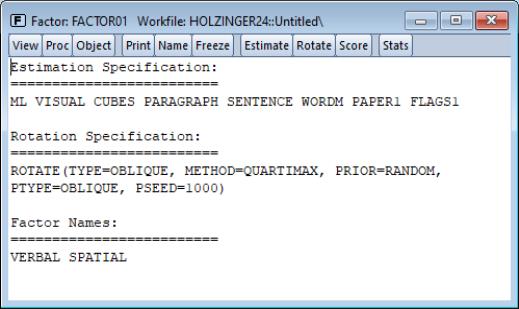 F Factor: FACTOR01 Workfile: HOLZINGER24::Untitled\
View Proc Object Print Name Freeze Estimate Rotate Score Stats
Estimation Specification:
=========================
ML VISUAL CUBES PARAGRAPH SENTENCE WORDM PAPER1 FLAGS1
Rotation Specification:
=========================
ROTATE(TYPE=OBLIQUE, METHOD=QUARTIMAX, PRIOR=RANDOM,
PTYPE=OBLIQUE, PSEED=1000)
Factor Names:
=========================
VERBAL SPATIAL